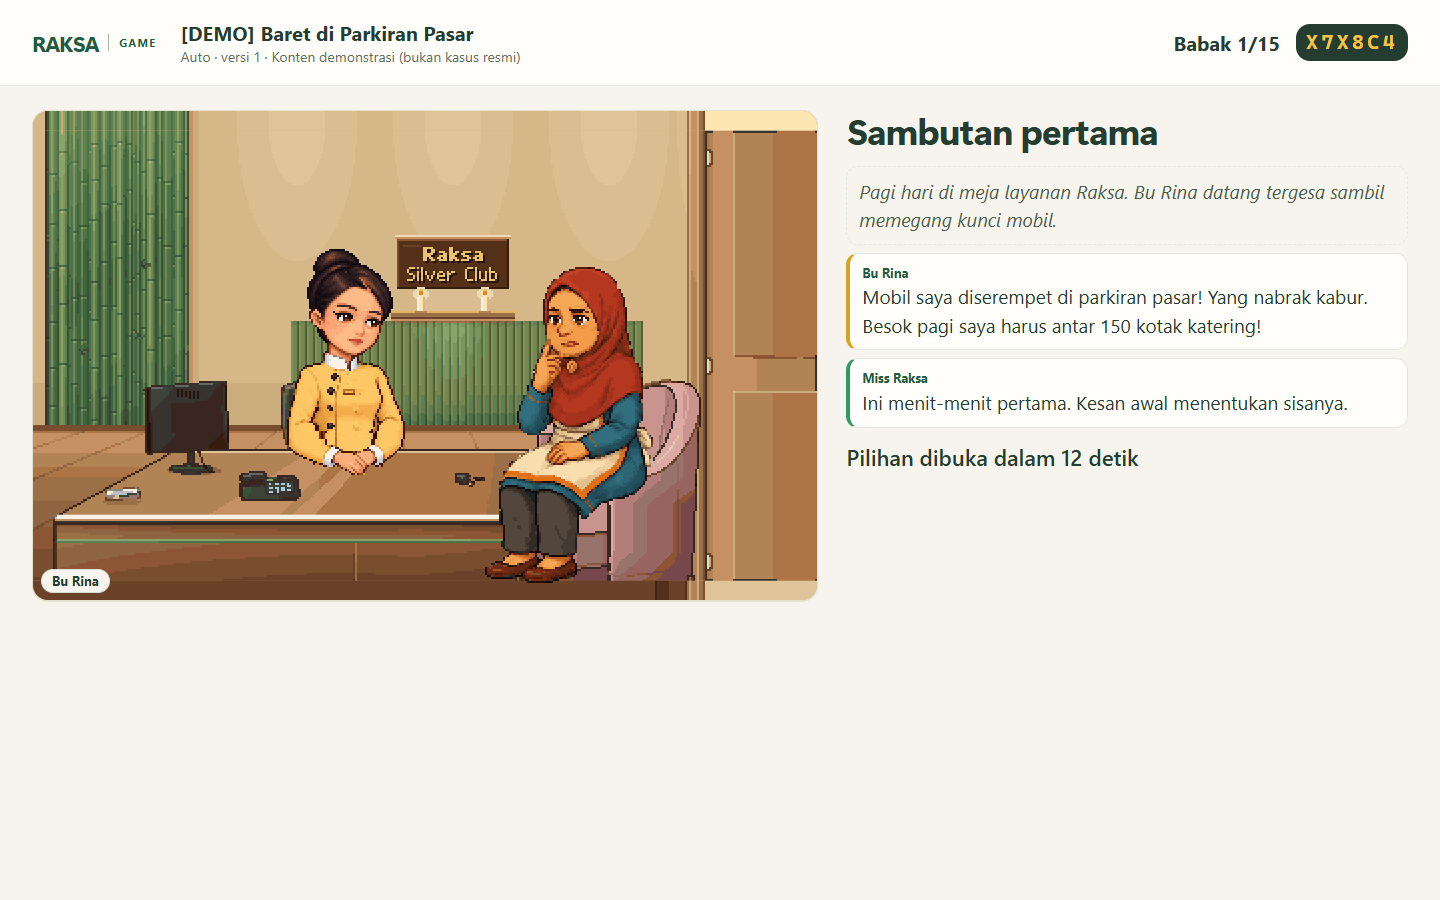 RAKSA
GAME
[DEMO] Baret di Parkiran Pasar
Auto · versi 1 · Konten demonstrasi (bukan kasus resmi)
Babak 1/15
X7X8C4
Raksa
Silver Club
Bu Rina
Sambutan pertama
Pagi hari di meja layanan Raksa. Bu Rina datang tergesa sambil
memegang kunci mobil.
Bu Rina
Mobil saya diserempet di parkiran pasar! Yang nabrak kabur.
Besok pagi saya harus antar 150 kotak katering!
Miss Raksa
Ini menit-menit pertama. Kesan awal menentukan sisanya.
Pilihan dibuka dalam 12 detik